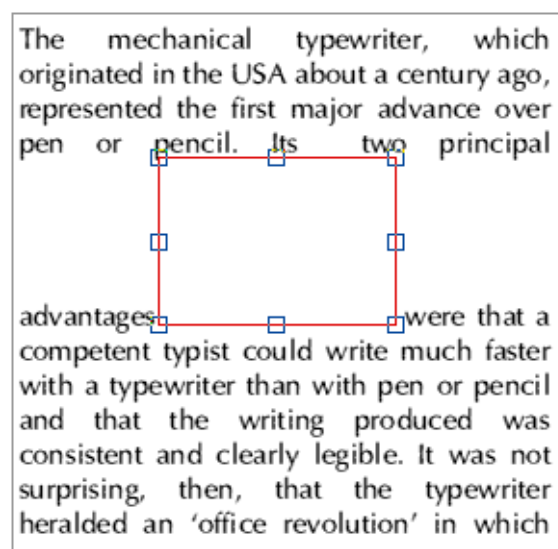 The mechanical typewriter, which
originated in the USA about a century ago,
represented the first major advance over
pen or pencil. Its two principal
advantages were that a
competent typist could write much faster
with a typewriter than with pen or pencil
and that the writing produced was
consistent and clearly legible. It was not
surprising, then, that the typewriter
heralded an ‘office revolution’ in which